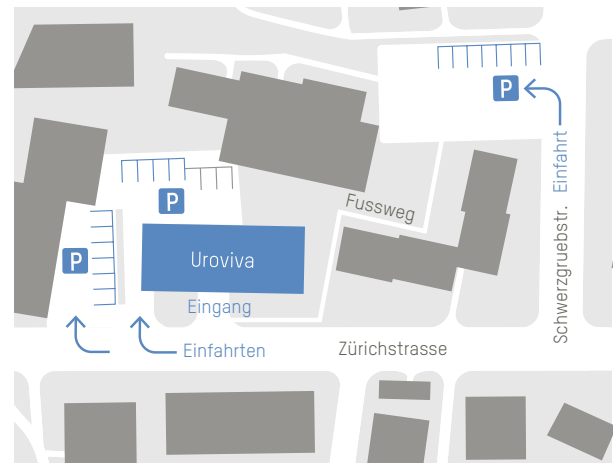 P
Einfahrt
Schwerzgruebstr.
P
Fussweg
P
Uroviva
Eingang
Einfahrten
Zürichstrasse